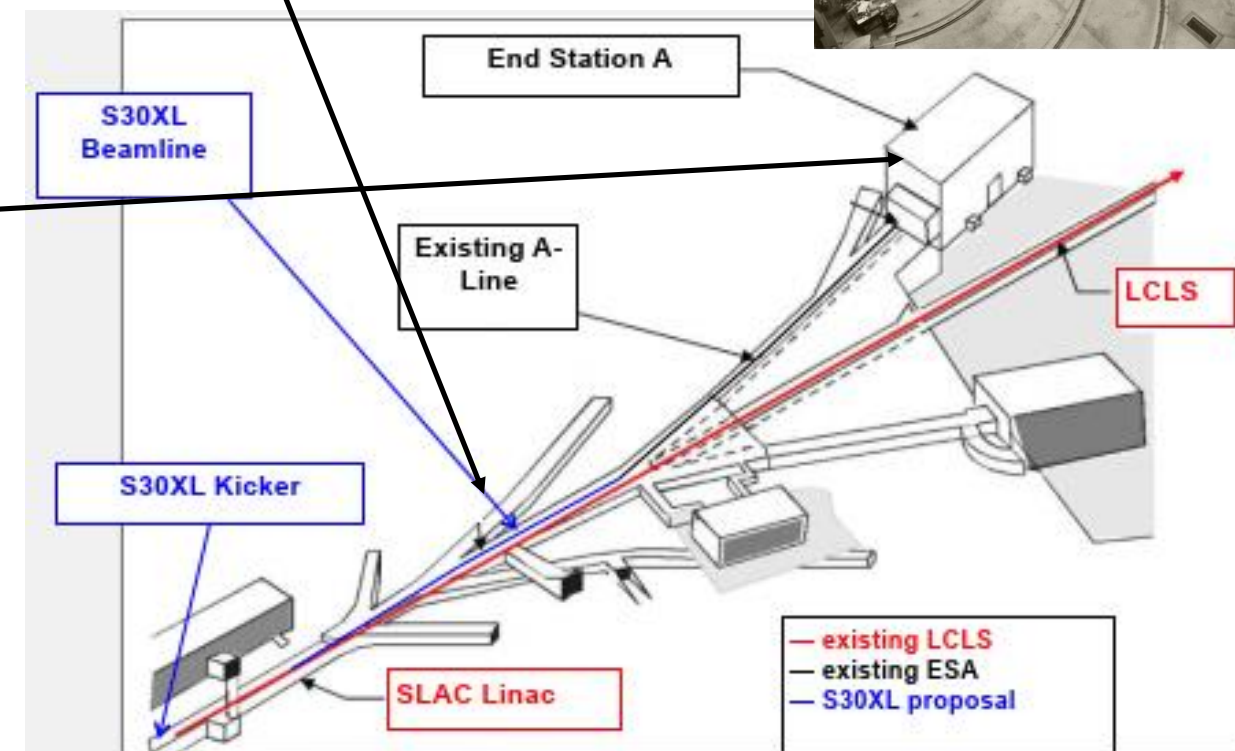 End Station A
S30XL
Beamline
Existing A-
Line
LCLS
S30XL Kicker
SLAC Linac
existing LCLS
existing ESA
S30XL proposal